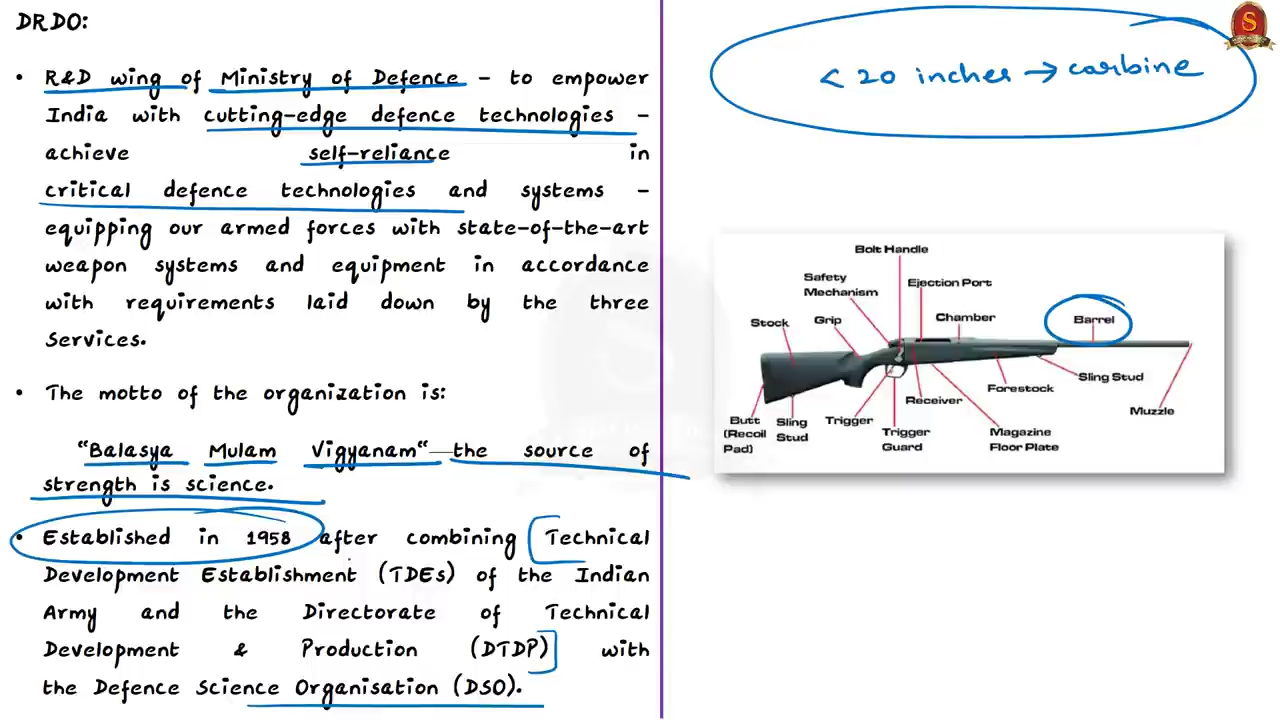 DRDO:
• R&D wing of Ministry of Defence – to empower
India with cutting-edge defence technologies –
achieve self-reliance in
critical defence technologies and systems –
equipping our armed forces with state-of-the-art
weapon systems and equipment in accordance
with requirements laid down by the three
Services.
• The motto of the organization is:
"Balasya Mulam Vigyanam“—the source of
strength is science.
• Established in 1958 after combining Technical
Development Establishment (TDEs) of the Indian
Army and the Directorate of Technical
Development & Production (DTDP) with
the Defence Science Organisation (DSO).
< 20 inches → carbine
S
Bolt Handle
Safety
Mechanism
Ejection Port
Stock
Grip
Chamber
Barrel
Sling Stud
Forestock
Receiver
Muzzle
Butt
(Recoil
Pad)
Sling
Stud
Trigger
Trigger
Guard
Magazine
Floor Plate